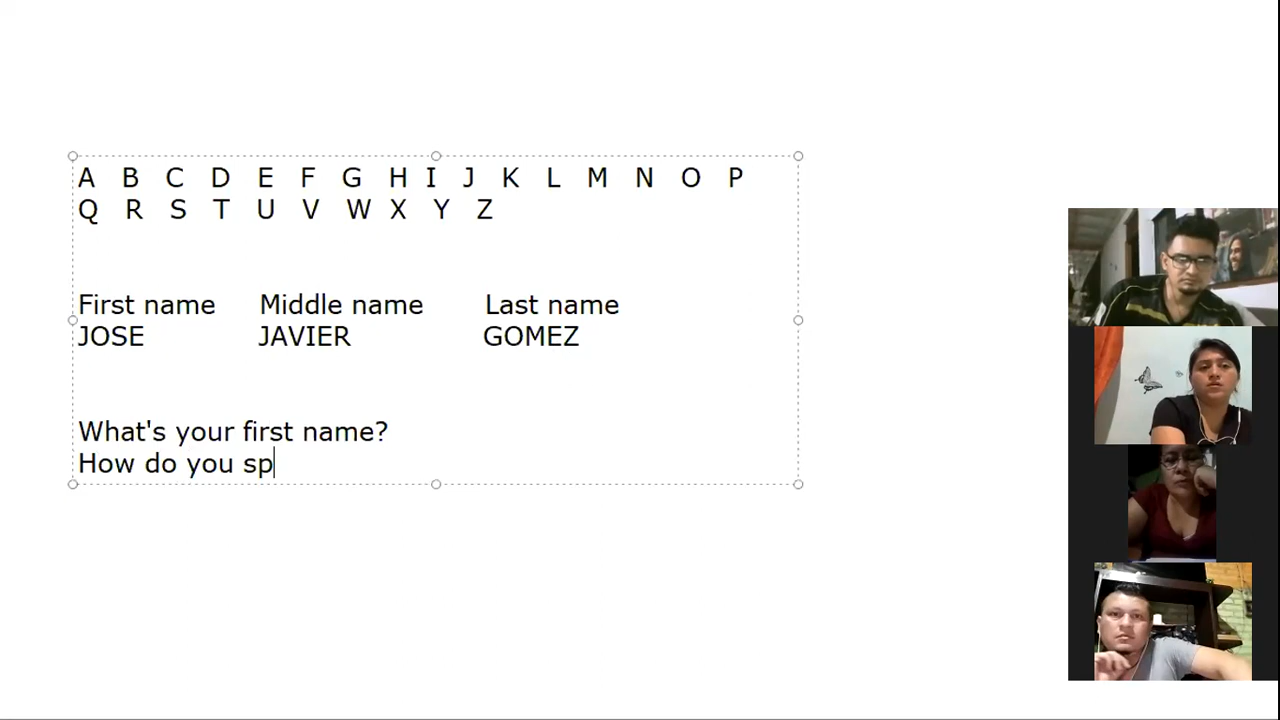 A B C D E F G H I J K L M N O P
Q R S T U V W X Y Z
First name Middle name Last name
JOSE JAVIER GOMEZ
What's your first name?
How do you sp